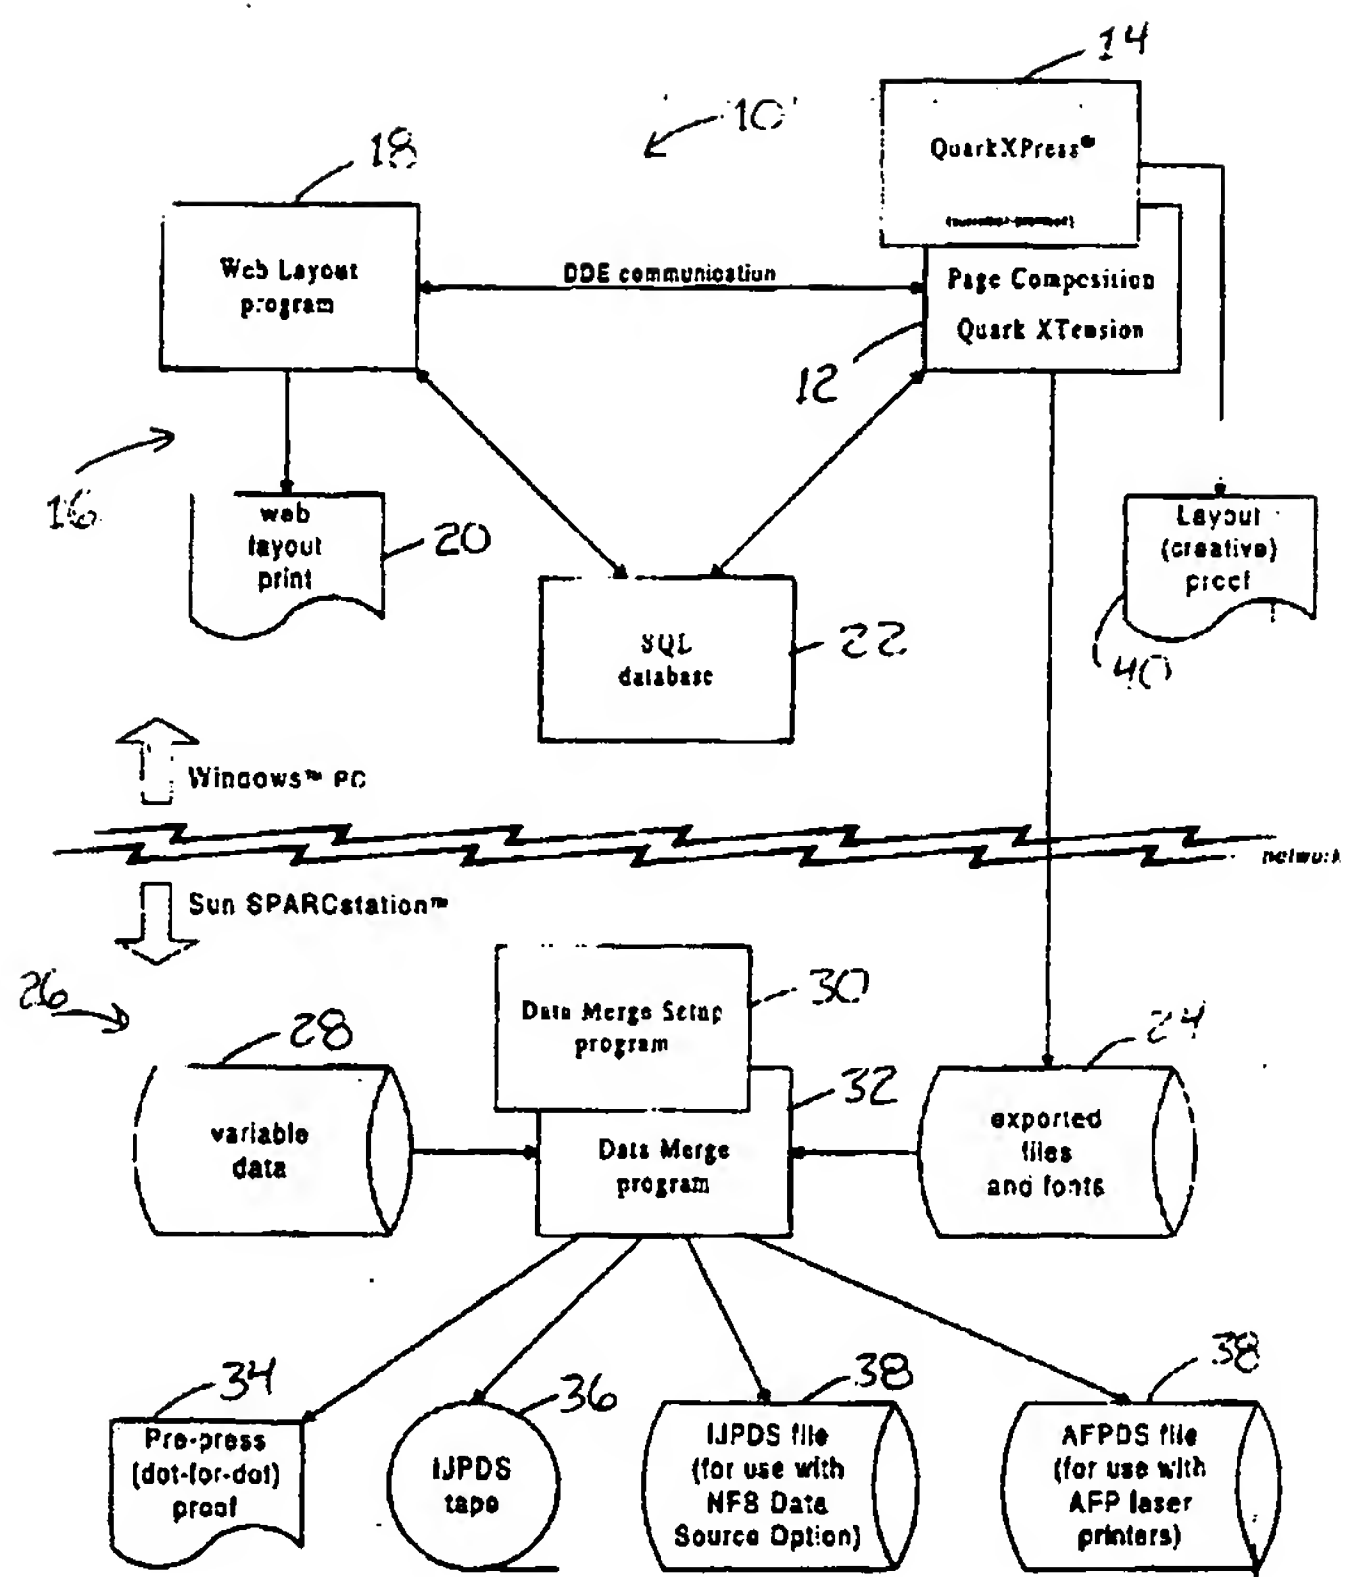 14
10
QuarkXPress®
18
Web Layout
program
DDE communication
Page Composition
Quark XTension
12
16
web
layout
print
20
Layout
(creative)
proof
40
SQL
database
22
Windows™ PC
network
Sun SPARCstation™
26
Data Merge Setup
program
30
28
24
variable
data
32
Data Merge
program
exported
files
and fonts
34
Pre-press
(dot-for-dot)
proof
36
IJPDS
tape
38
IJPDS file
(for use with
NFS Data
Source Option)
38
AFPDS file
(for use with
AFP laser
printers)